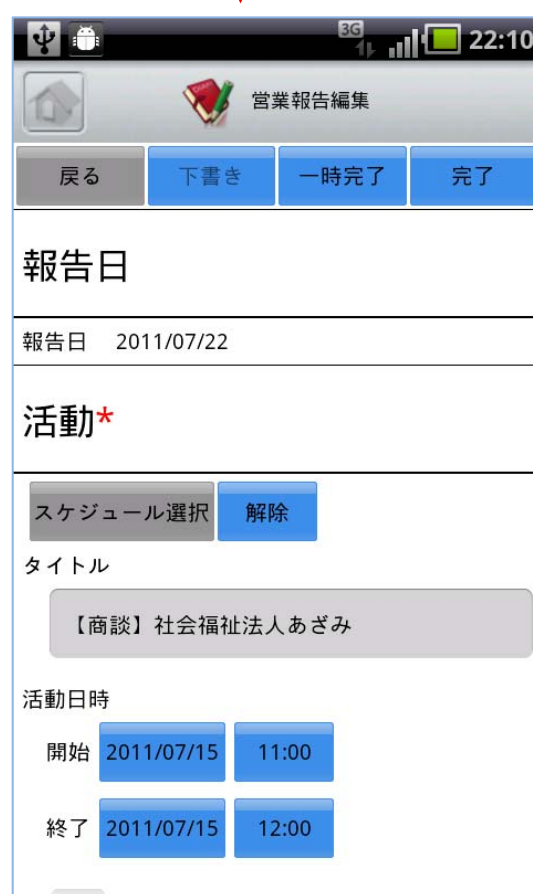 3G 22:10
営業報告編集
戻る 下書き 一時完了 完了
報告日
報告日 2011/07/22
活動*
スケジュール選択 解除
タイトル
【商談】社会福祉法人あざみ
活動日時
開始 2011/07/15 11:00
終了 2011/07/15 12:00